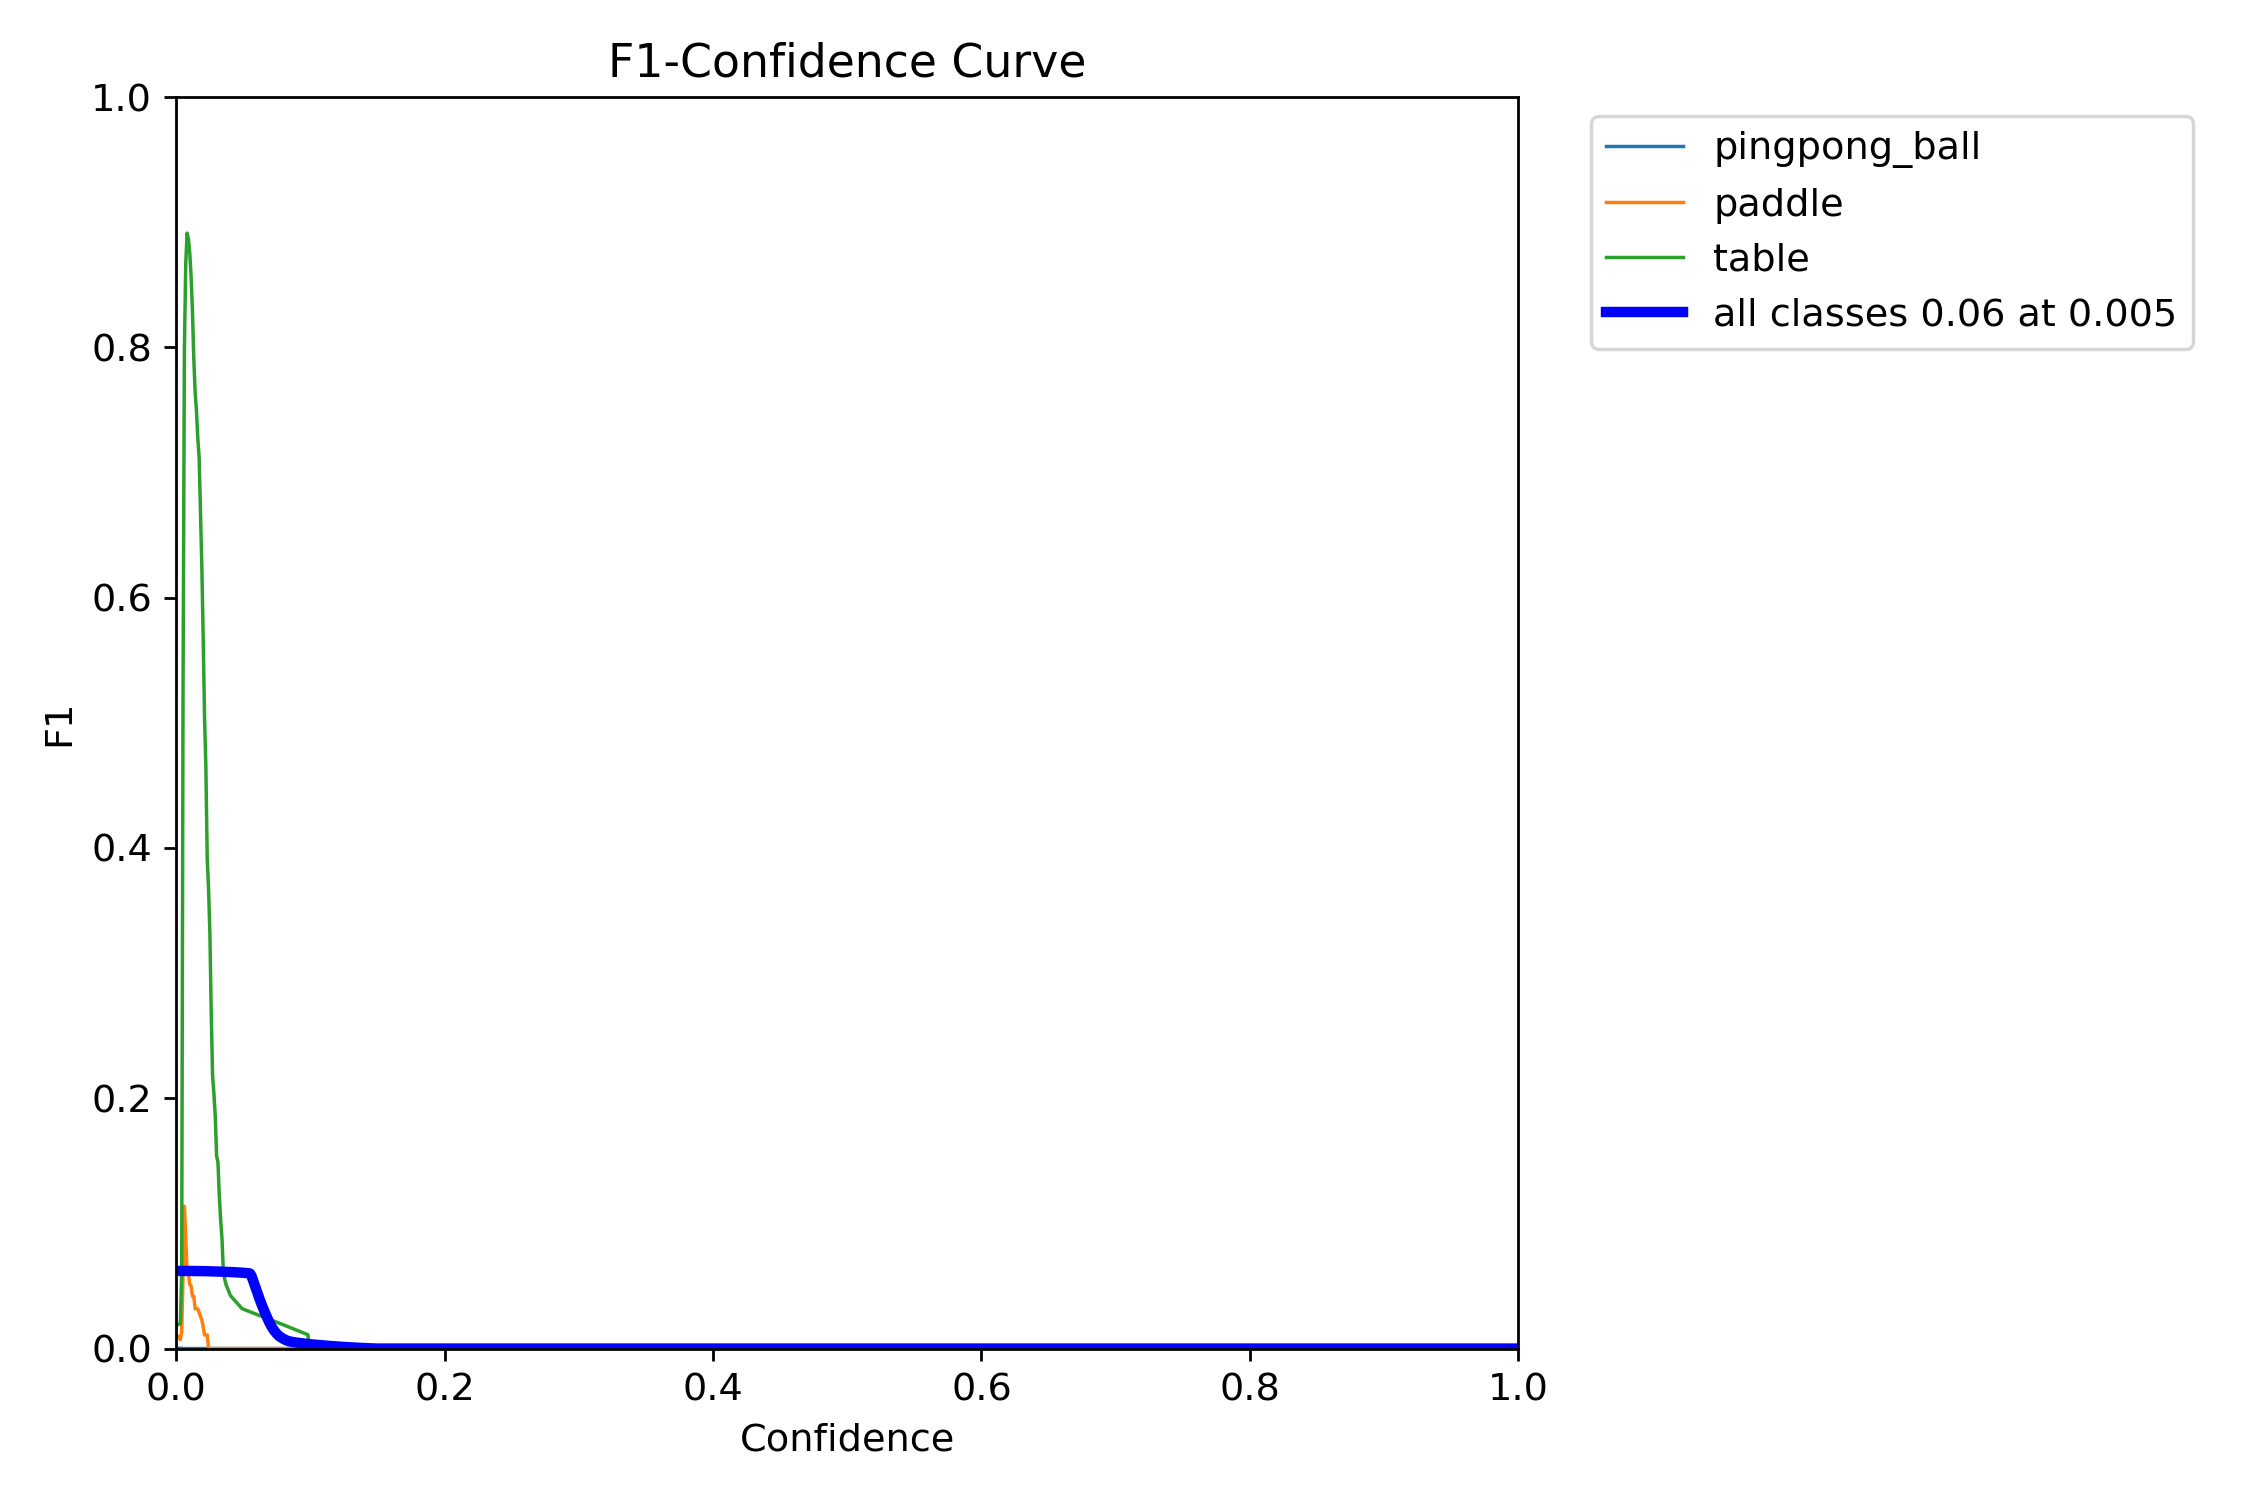 F1-Confidence Curve
1.0
0.8
0.6
0.4
0.2
0.0
F1
0.0 0.2 0.4 0.6 0.8 1.0
Confidence
pingpong_ball
paddle
table
all classes 0.06 at 0.005